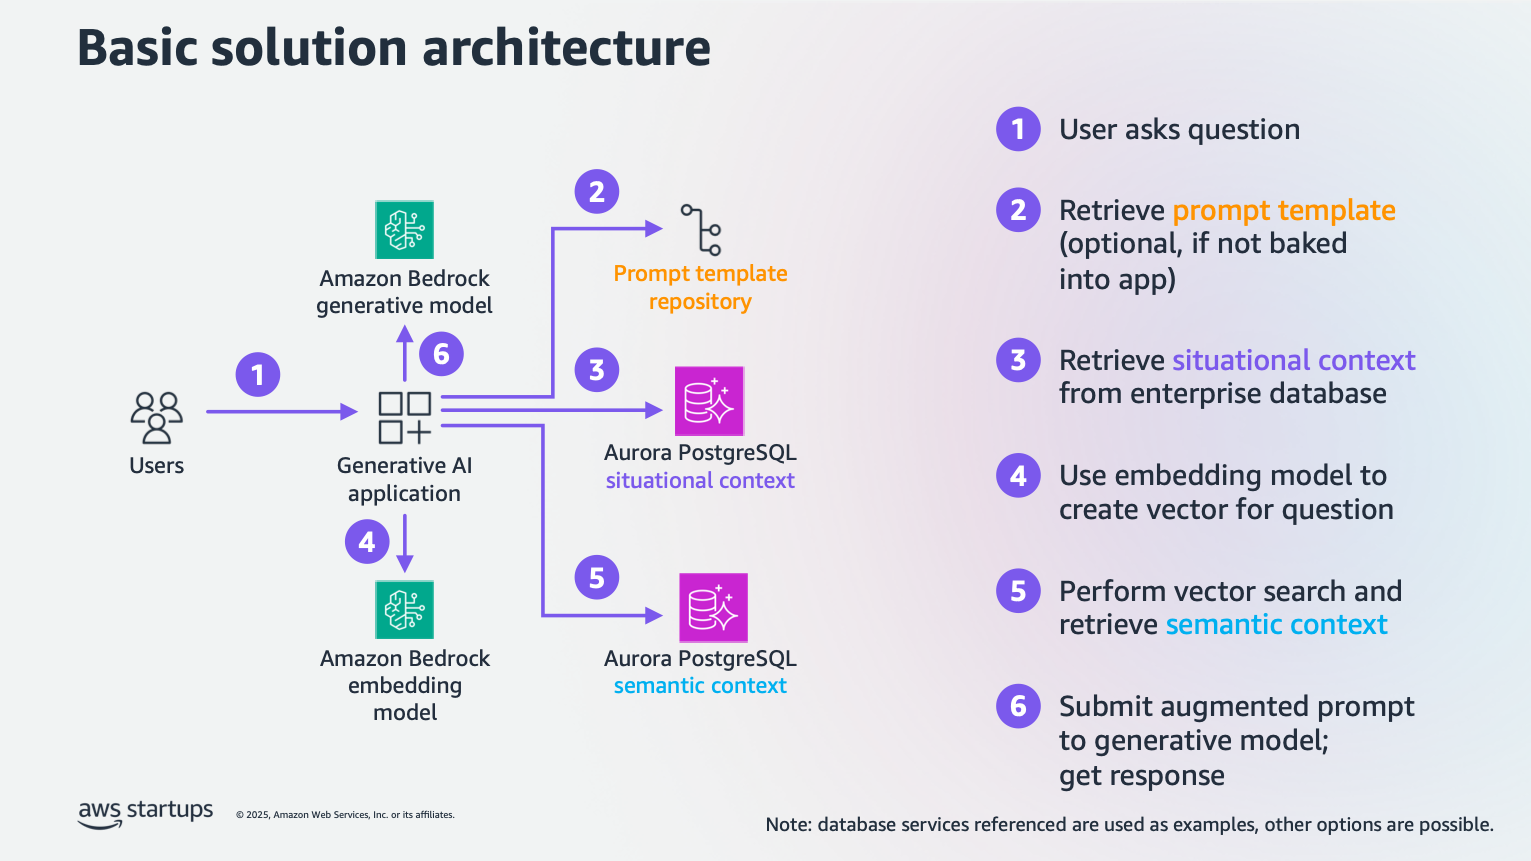 Basic solution architecture
1
User asks question
2
Retrieve prompt template
(optional, if not baked
into app)
3
Retrieve situational context
from enterprise database
4
Use embedding model to
create vector for question
5
Perform vector search and
retrieve semantic context
6
Submit augmented prompt
to generative model;
get response
2
Prompt template
repository
Amazon Bedrock
generative model
6
1
3
Users
Generative AI
application
Aurora PostgreSQL
situational context
4
5
Amazon Bedrock
embedding
model
Aurora PostgreSQL
semantic context
aws startups
© 2025, Amazon Web Services, Inc. or its affiliates.
Note: database services referenced are used as examples, other options are possible.